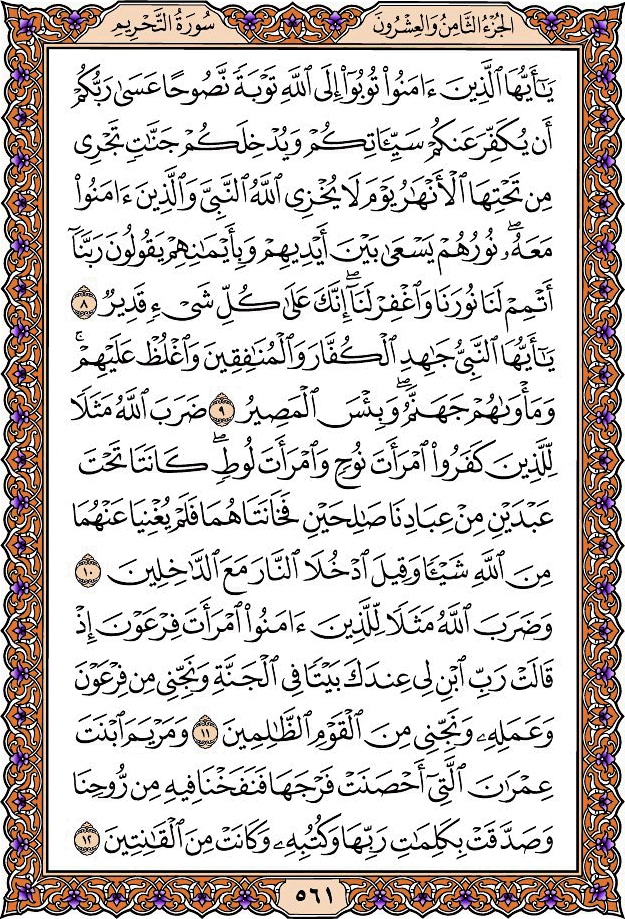 الجُزْءُ الثَّامِنُ وَالعِشْرُونَ
سُورَةُ التَّحْرِيمِ
يَٰٓأَيُّهَا ٱلَّذِينَ ءَامَنُواْ تُوبُوٓاْ إِلَى ٱللَّهِ تَوْبَةً نَّصُوحًا عَسَىٰ رَبُّكُمْ
أَن يُكَفِّرَ عَنكُمْ سَيِّـَٔاتِكُمْ وَيُدْخِلَكُمْ جَنَّٰتٍ تَجْرِى
مِن تَحْتِهَا ٱلْأَنْهَٰرُ يَوْمَ لَا يُخْزِى ٱللَّهُ ٱلنَّبِىَّ وَٱلَّذِينَ ءَامَنُواْ
مَعَهُۥۖ نُورُهُمْ يَسْعَىٰ بَيْنَ أَيْدِيهِمْ وَبِأَيْمَٰنِهِمْ يَقُولُونَ رَبَّنَآ
أَتْمِمْ لَنَا نُورَنَا وَٱغْفِرْ لَنَآۖ إِنَّكَ عَلَىٰ كُلِّ شَىْءٍ قَدِيرٌ ٨
يَٰٓأَيُّهَا ٱلنَّبِىُّ جَٰهِدِ ٱلْكُفَّارَ وَٱلْمُنَٰفِقِينَ وَٱغْلُظْ عَلَيْهِمْۚ
وَمَأْوَىٰهُمْ جَهَنَّمُۖ وَبِئْسَ ٱلْمَصِيرُ ٩ ضَرَبَ ٱللَّهُ مَثَلًا
لِّلَّذِينَ كَفَرُواْ ٱمْرَأَتَ نُوحٍ وَٱمْرَأَتَ لُوطٍۖ كَانَتَا تَحْتَ
عَبْدَيْنِ مِنْ عِبَادِنَا صَٰلِحَيْنِ فَخَانَتَاهُمَا فَلَمْ يُغْنِيَا عَنْهُمَا
مِنَ ٱللَّهِ شَيْـًٔا وَقِيلَ ٱدْخُلَا ٱلنَّارَ مَعَ ٱلدَّٰخِلِينَ ١٠
وَضَرَبَ ٱللَّهُ مَثَلًا لِّلَّذِينَ ءَامَنُواْ ٱمْرَأَتَ فِرْعَوْنَ إِذْ
قَالَتْ رَبِّ ٱبْنِ لِى عِندَكَ بَيْتًا فِى ٱلْجَنَّةِ وَنَجِّنِى مِن فِرْعَوْنَ
وَعَمَلِهِۦ وَنَجِّنِى مِنَ ٱلْقَوْمِ ٱلظَّٰلِمِينَ ١١ وَمَرْيَمَ ٱبْنَتَ
عِمْرَٰنَ ٱلَّتِىٓ أَحْصَنَتْ فَرْجَهَا فَنَفَخْنَا فِيهِ مِن رُّوحِنَا
وَصَدَّقَتْ بِكَلِمَٰتِ رَبِّهَا وَكُتُبِهِۦ وَكَانَتْ مِنَ ٱلْقَٰنِتِينَ ١٢
٥٦١